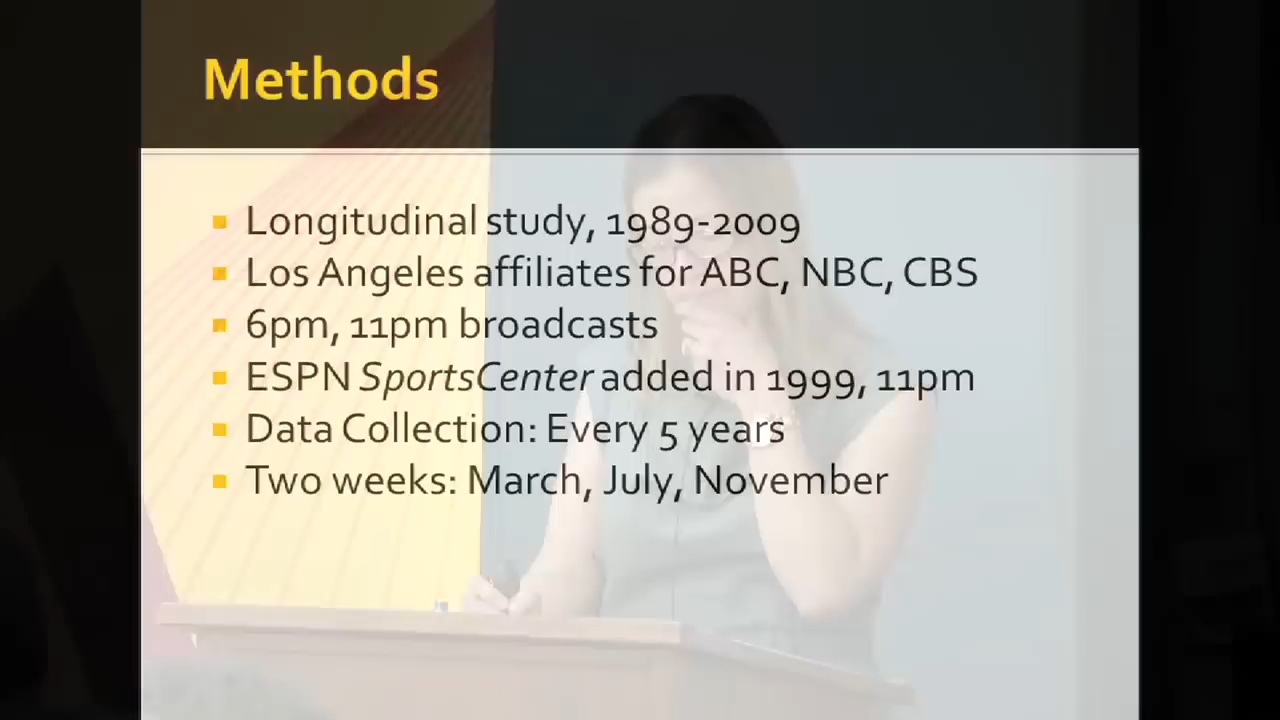 Methods
Longitudinal study, 1989-2009
Los Angeles affiliates for ABC, NBC, CBS
6pm, 11pm broadcasts
ESPN SportsCenter added in 1999, 11pm
Data Collection: Every 5 years
Two weeks: March, July, November